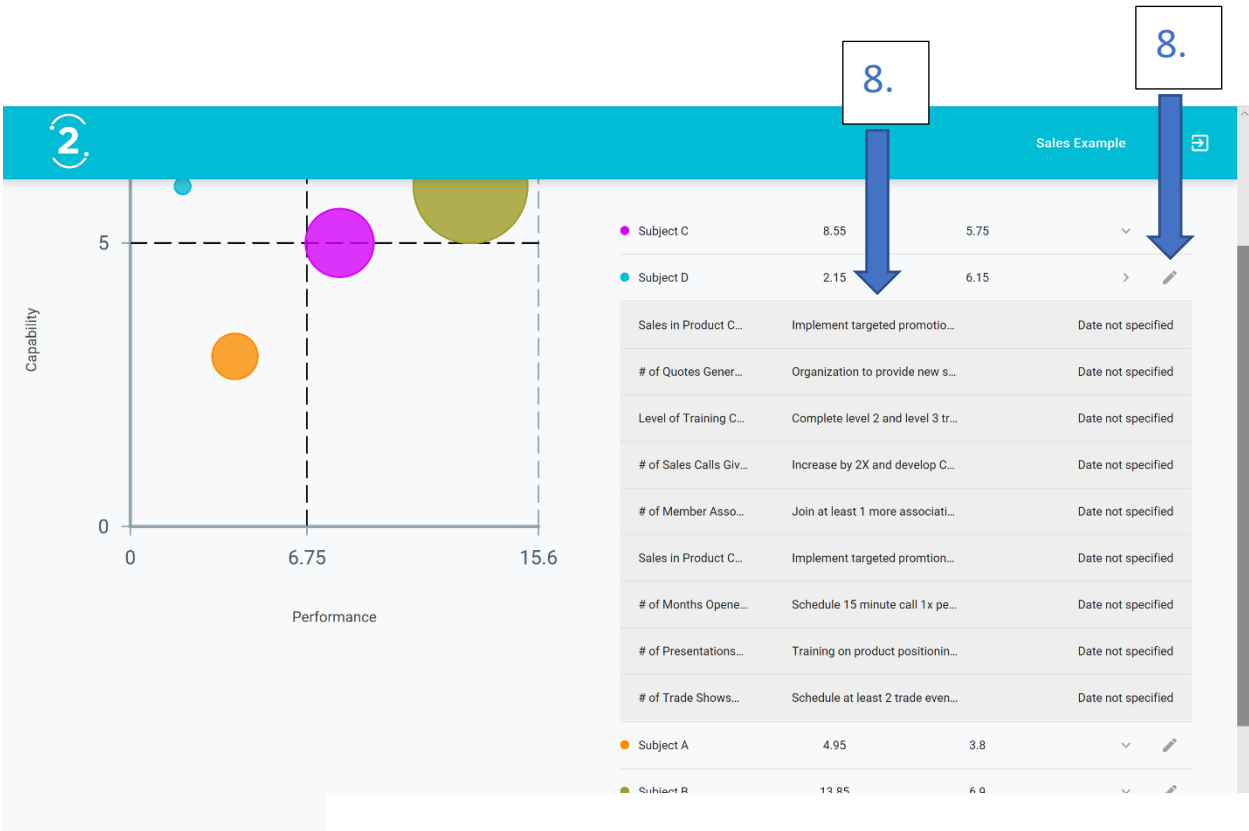 8.
8.
2.
Sales Example
5
Capability
0
0 6.75 15.6
Performance
Subject C 8.55 5.75
Subject D 2.15 6.15
Sales in Product C... Implement targeted promotio... Date not specified
# of Quotes Gener... Organization to provide new s... Date not specified
Level of Training C... Complete level 2 and level 3 tr... Date not specified
# of Sales Calls Giv... Increase by 2X and develop C... Date not specified
# of Member Asso... Join at least 1 more associati... Date not specified
Sales in Product C... Implement targeted promtion... Date not specified
# of Months Opene... Schedule 15 minute call 1x pe... Date not specified
# of Presentations... Training on product positionin... Date not specified
# of Trade Shows... Schedule at least 2 trade even... Date not specified
Subject A 4.95 3.8
Subject B 13.85 6.9